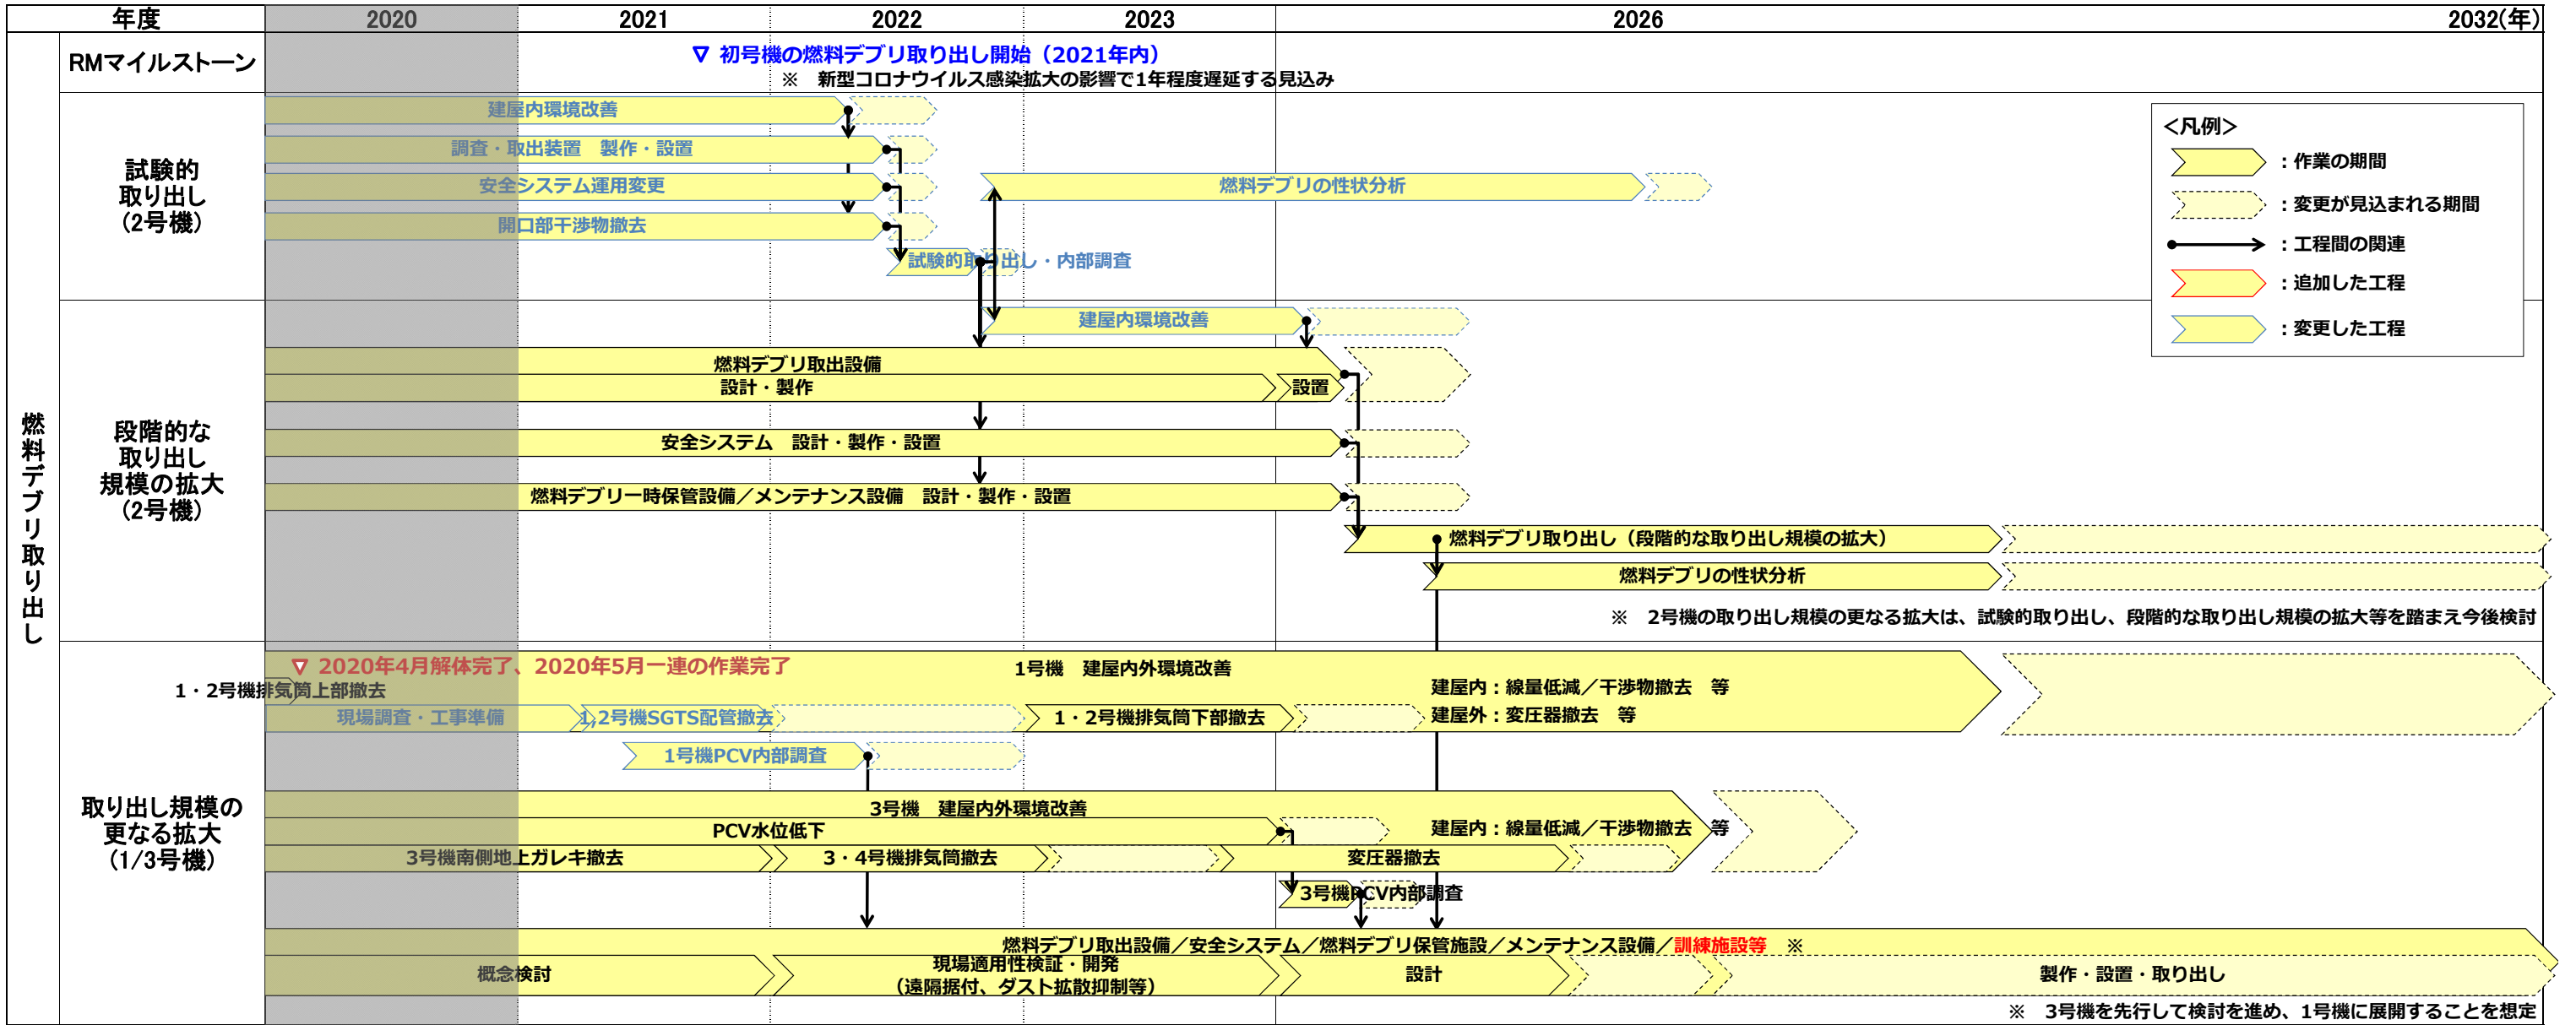 年度 2020 2021 2022 2023 2026 2032(年)
燃料デブリ取り出し
RMマイルストーン
▽ 初号機の燃料デブリ取り出し開始（2021年内）
※　新型コロナウイルス感染拡大の影響で1年程度遅延する見込み
試験的
取り出し
(2号機)
建屋内環境改善
調査・取出装置　製作・設置
安全システム運用変更
燃料デブリの性状分析
開口部干渉物撤去
試験的取り出し・内部調査
＜凡例＞
：作業の期間
：変更が見込まれる期間
：工程間の関連
：追加した工程
：変更した工程
段階的な
取り出し
規模の拡大
(2号機)
建屋内環境改善
燃料デブリ取出設備
設計・製作
設置
安全システム　設計・製作・設置
燃料デブリ一時保管設備／メンテナンス設備　設計・製作・設置
燃料デブリ取り出し（段階的な取り出し規模の拡大）
燃料デブリの性状分析
※　2号機の取り出し規模の更なる拡大は、試験的取り出し、段階的な取り出し規模の拡大等を踏まえ今後検討
取り出し規模の
更なる拡大
(1/3号機)
▽ 2020年4月解体完了、2020年5月一連の作業完了
1号機　建屋内外環境改善
1・2号機排気筒上部撤去
建屋内：線量低減／干渉物撤去　等
現場調査・工事準備
1,2号機SGTS配管撤去
1・2号機排気筒下部撤去
建屋外：変圧器撤去　等
1号機PCV内部調査
3号機　建屋内外環境改善
PCV水位低下
建屋内：線量低減／干渉物撤去　等
3号機南側地上ガレキ撤去
3・4号機排気筒撤去
変圧器撤去
3号機PCV内部調査
燃料デブリ取出設備／安全システム／燃料デブリ保管施設／メンテナンス設備／訓練施設等　※
概念検討
現場適用性検証・開発
（遠隔据付、ダスト拡散抑制等）
設計
製作・設置・取り出し
※　3号機を先行して検討を進め、1号機に展開することを想定